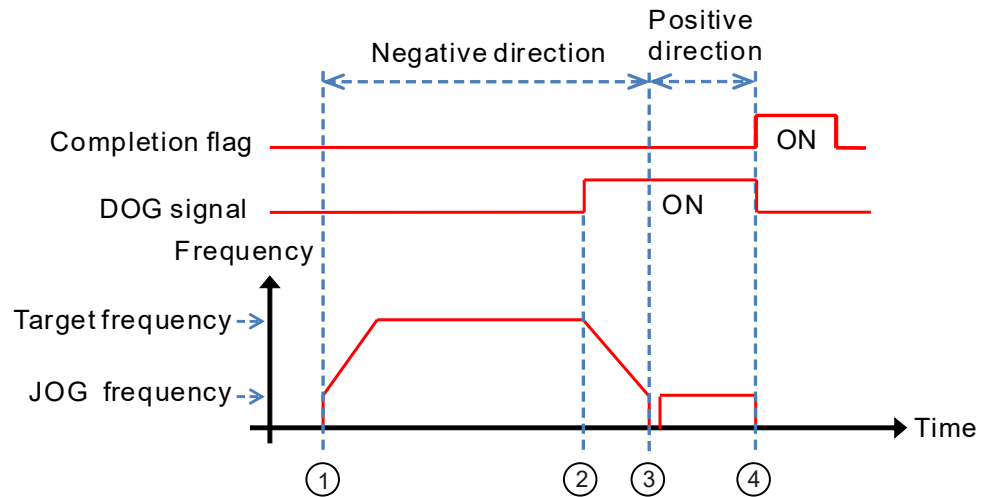 Positive
direction
Negative direction
Completion flag
ON
DOG signal
ON
Frequency
Target frequency
JOG frequency
Time
1 2 3 4